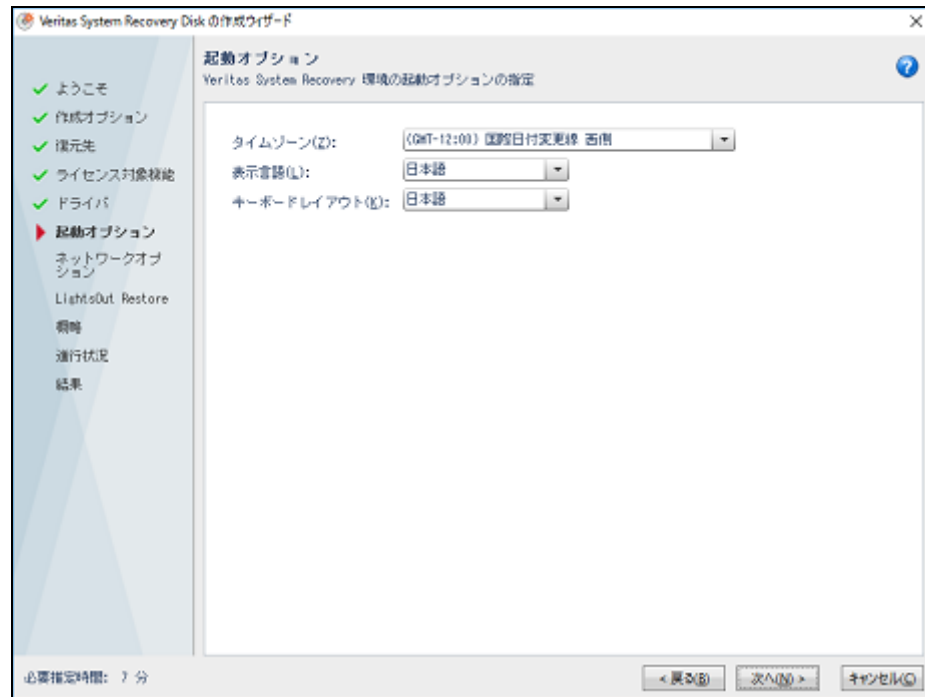 Veritas System Recovery Disk の作成ウィザード
起動オプション
Veritas System Recovery 環境の起動オプションの指定
ようこそ
作成オプション
復元先
ライセンス対象機能
ドライバ
起動オプション
ネットワークオプ
ション
LightsOut Restore
概略
進行状況
結果
タイムゾーン(Z): (GMT-12:00) 国際日付変更線 西側
表示言語(L): 日本語
キーボードレイアウト(K): 日本語
必要推定時間: 7 分
< 戻る(B) 次へ(N) > キャンセル(C)